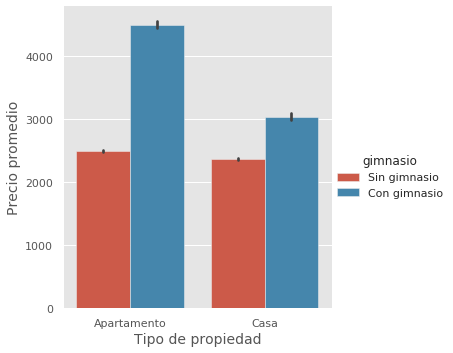 4000
3000
2000
1000
0
Precio promedio
Apartamento
Casa
Tipo de propiedad
gimnasio
Sin gimnasio
Con gimnasio